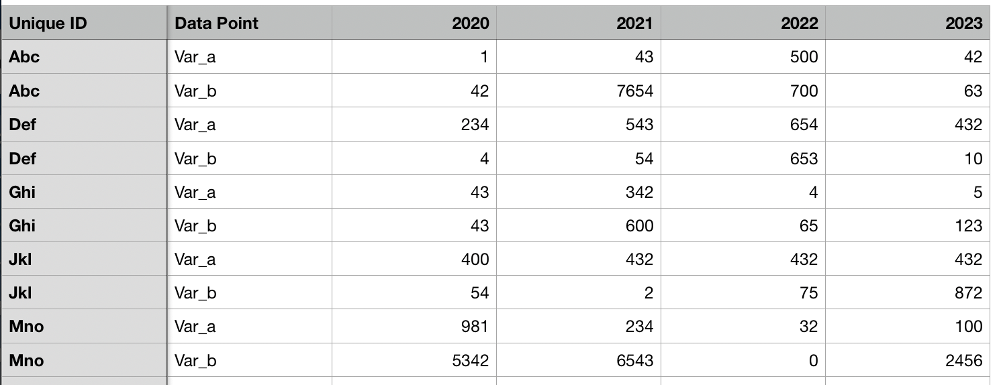 Unique ID Data Point 2020 2021 2022 2023
Abc Var_a 1 43 500 42
Abc Var_b 42 7654 700 63
Def Var_a 234 543 654 432
Def Var_b 4 54 653 10
Ghi Var_a 43 342 4 5
Ghi Var_b 43 600 65 123
Jkl Var_a 400 432 432 432
Jkl Var_b 54 2 75 872
Mno Var_a 981 234 32 100
Mno Var_b 5342 6543 0 2456